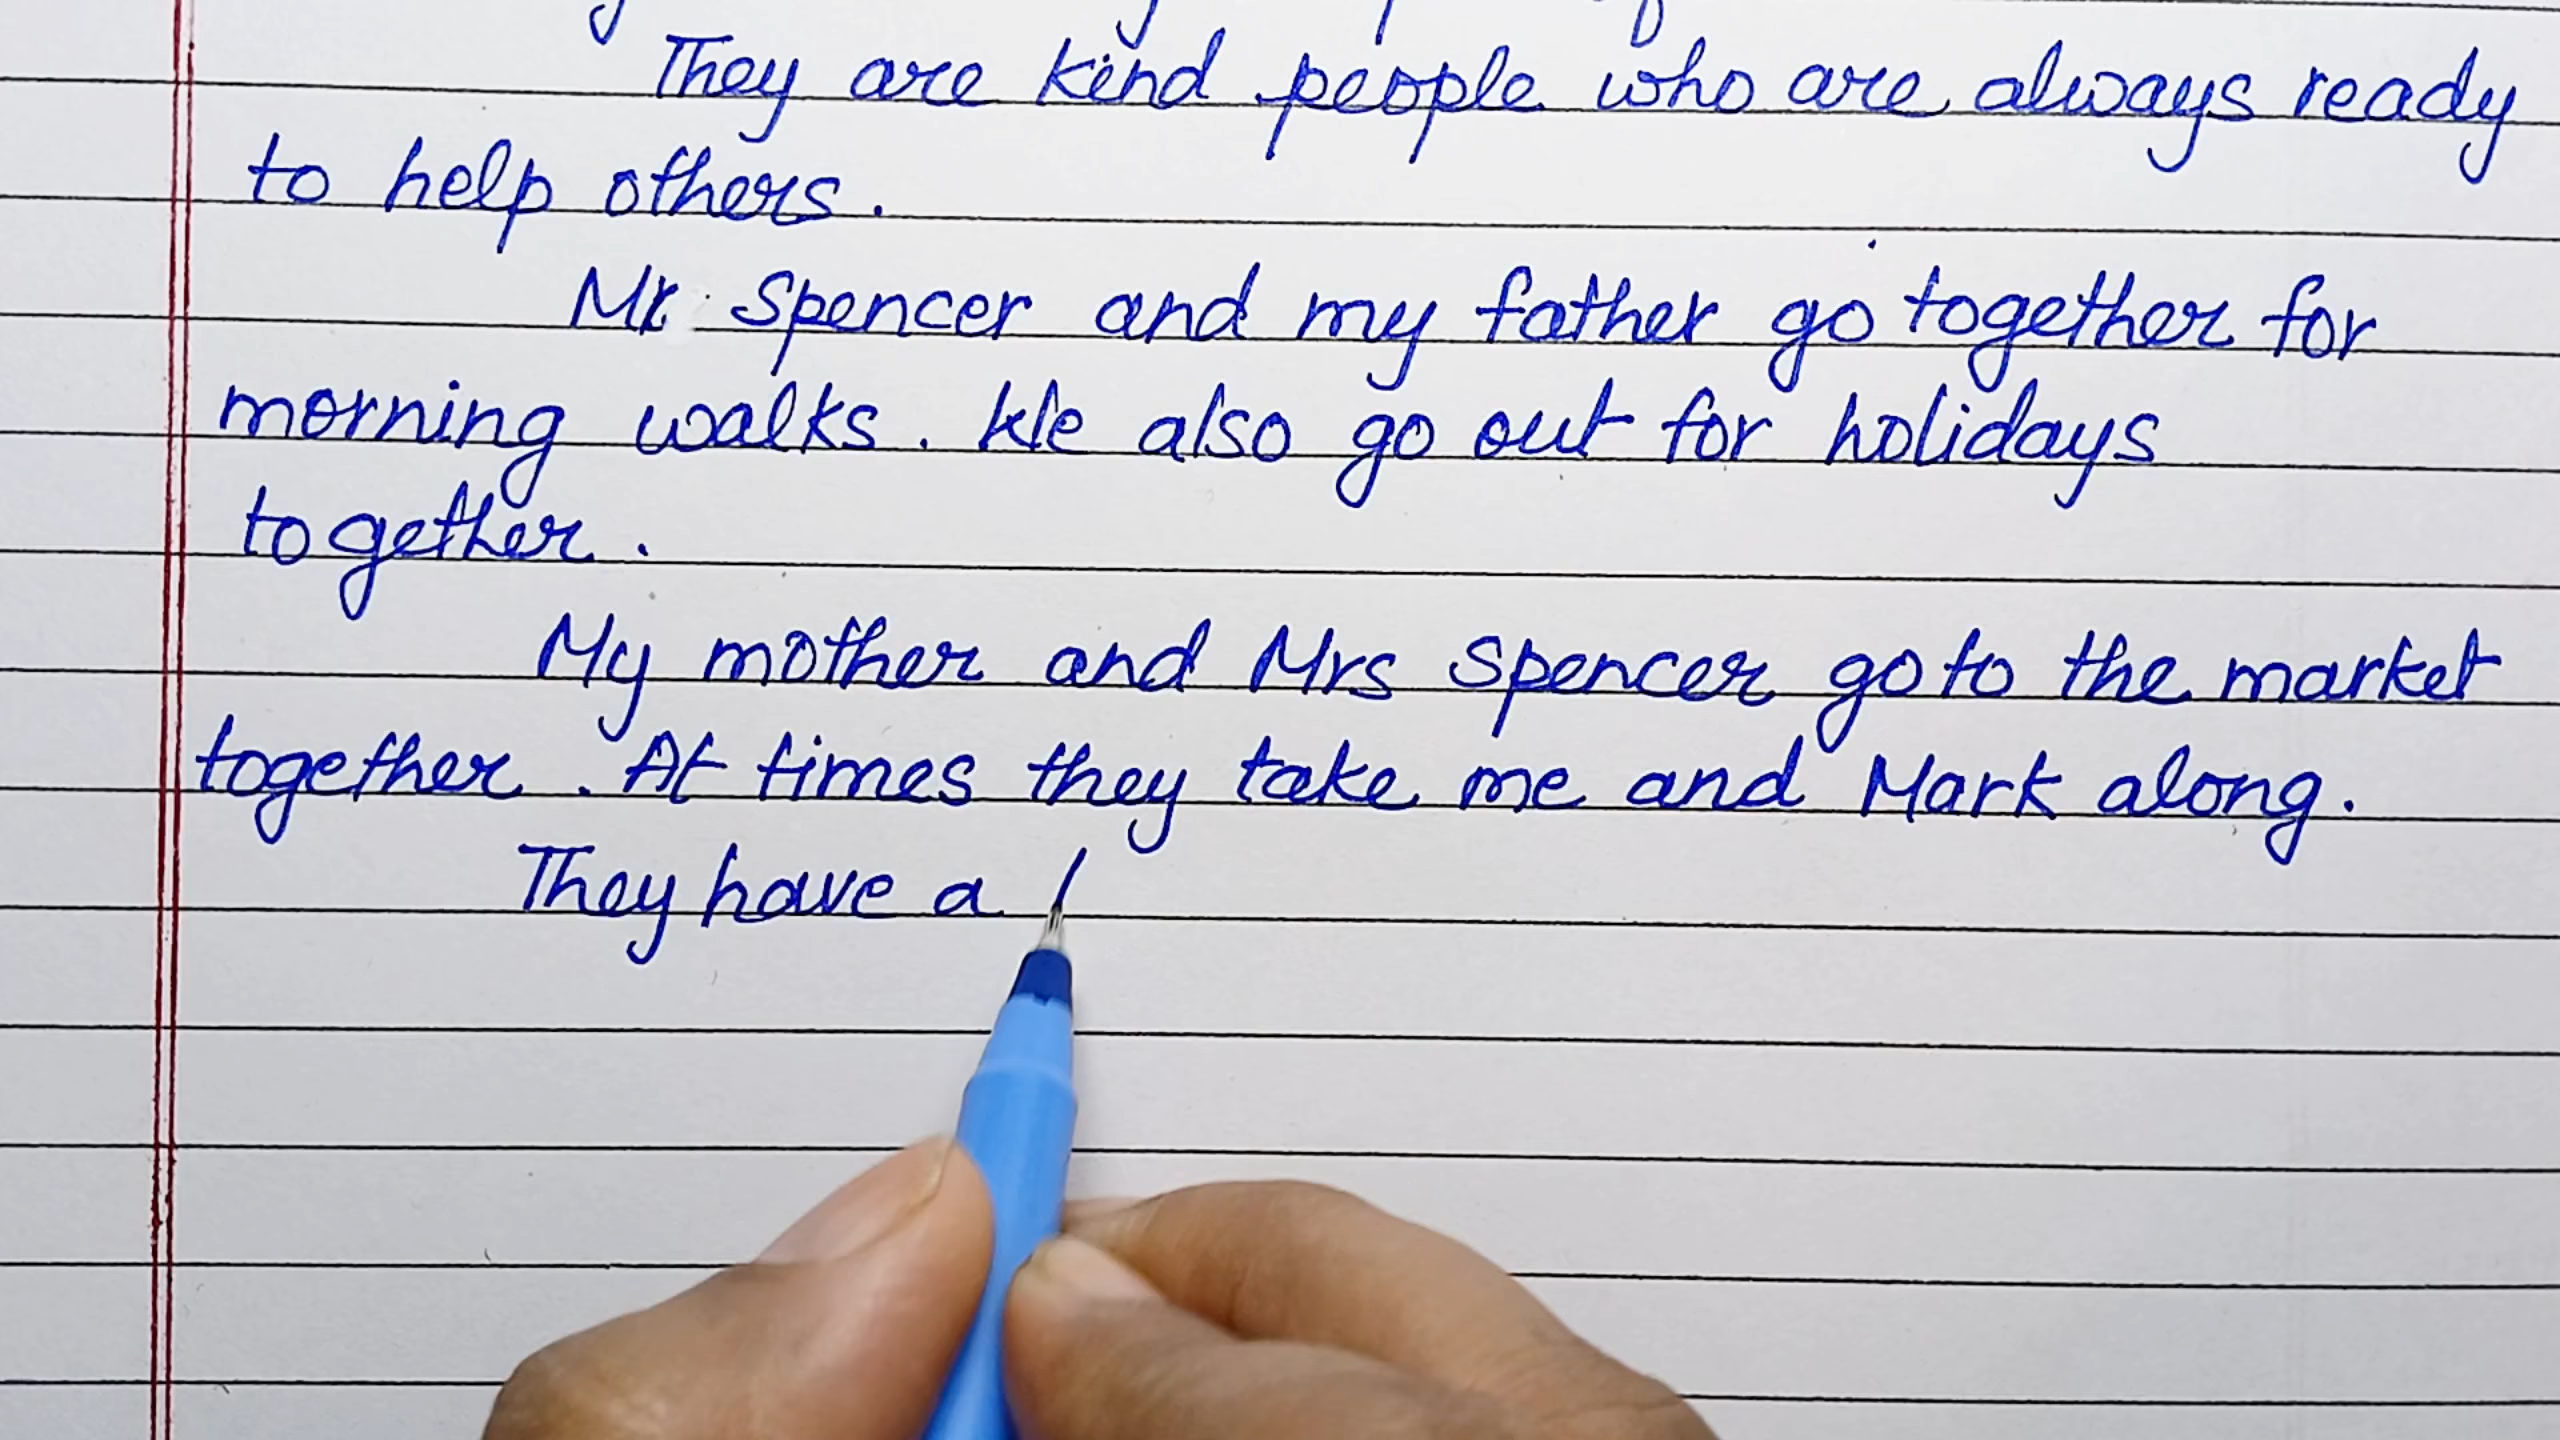 They are kind people who are always ready
to help others.
Mr. Spencer and my father go together for
morning walks. We also go out for holidays
together.
My mother and Mrs Spencer go to the market
together. At times they take me and Mark along.
They have a